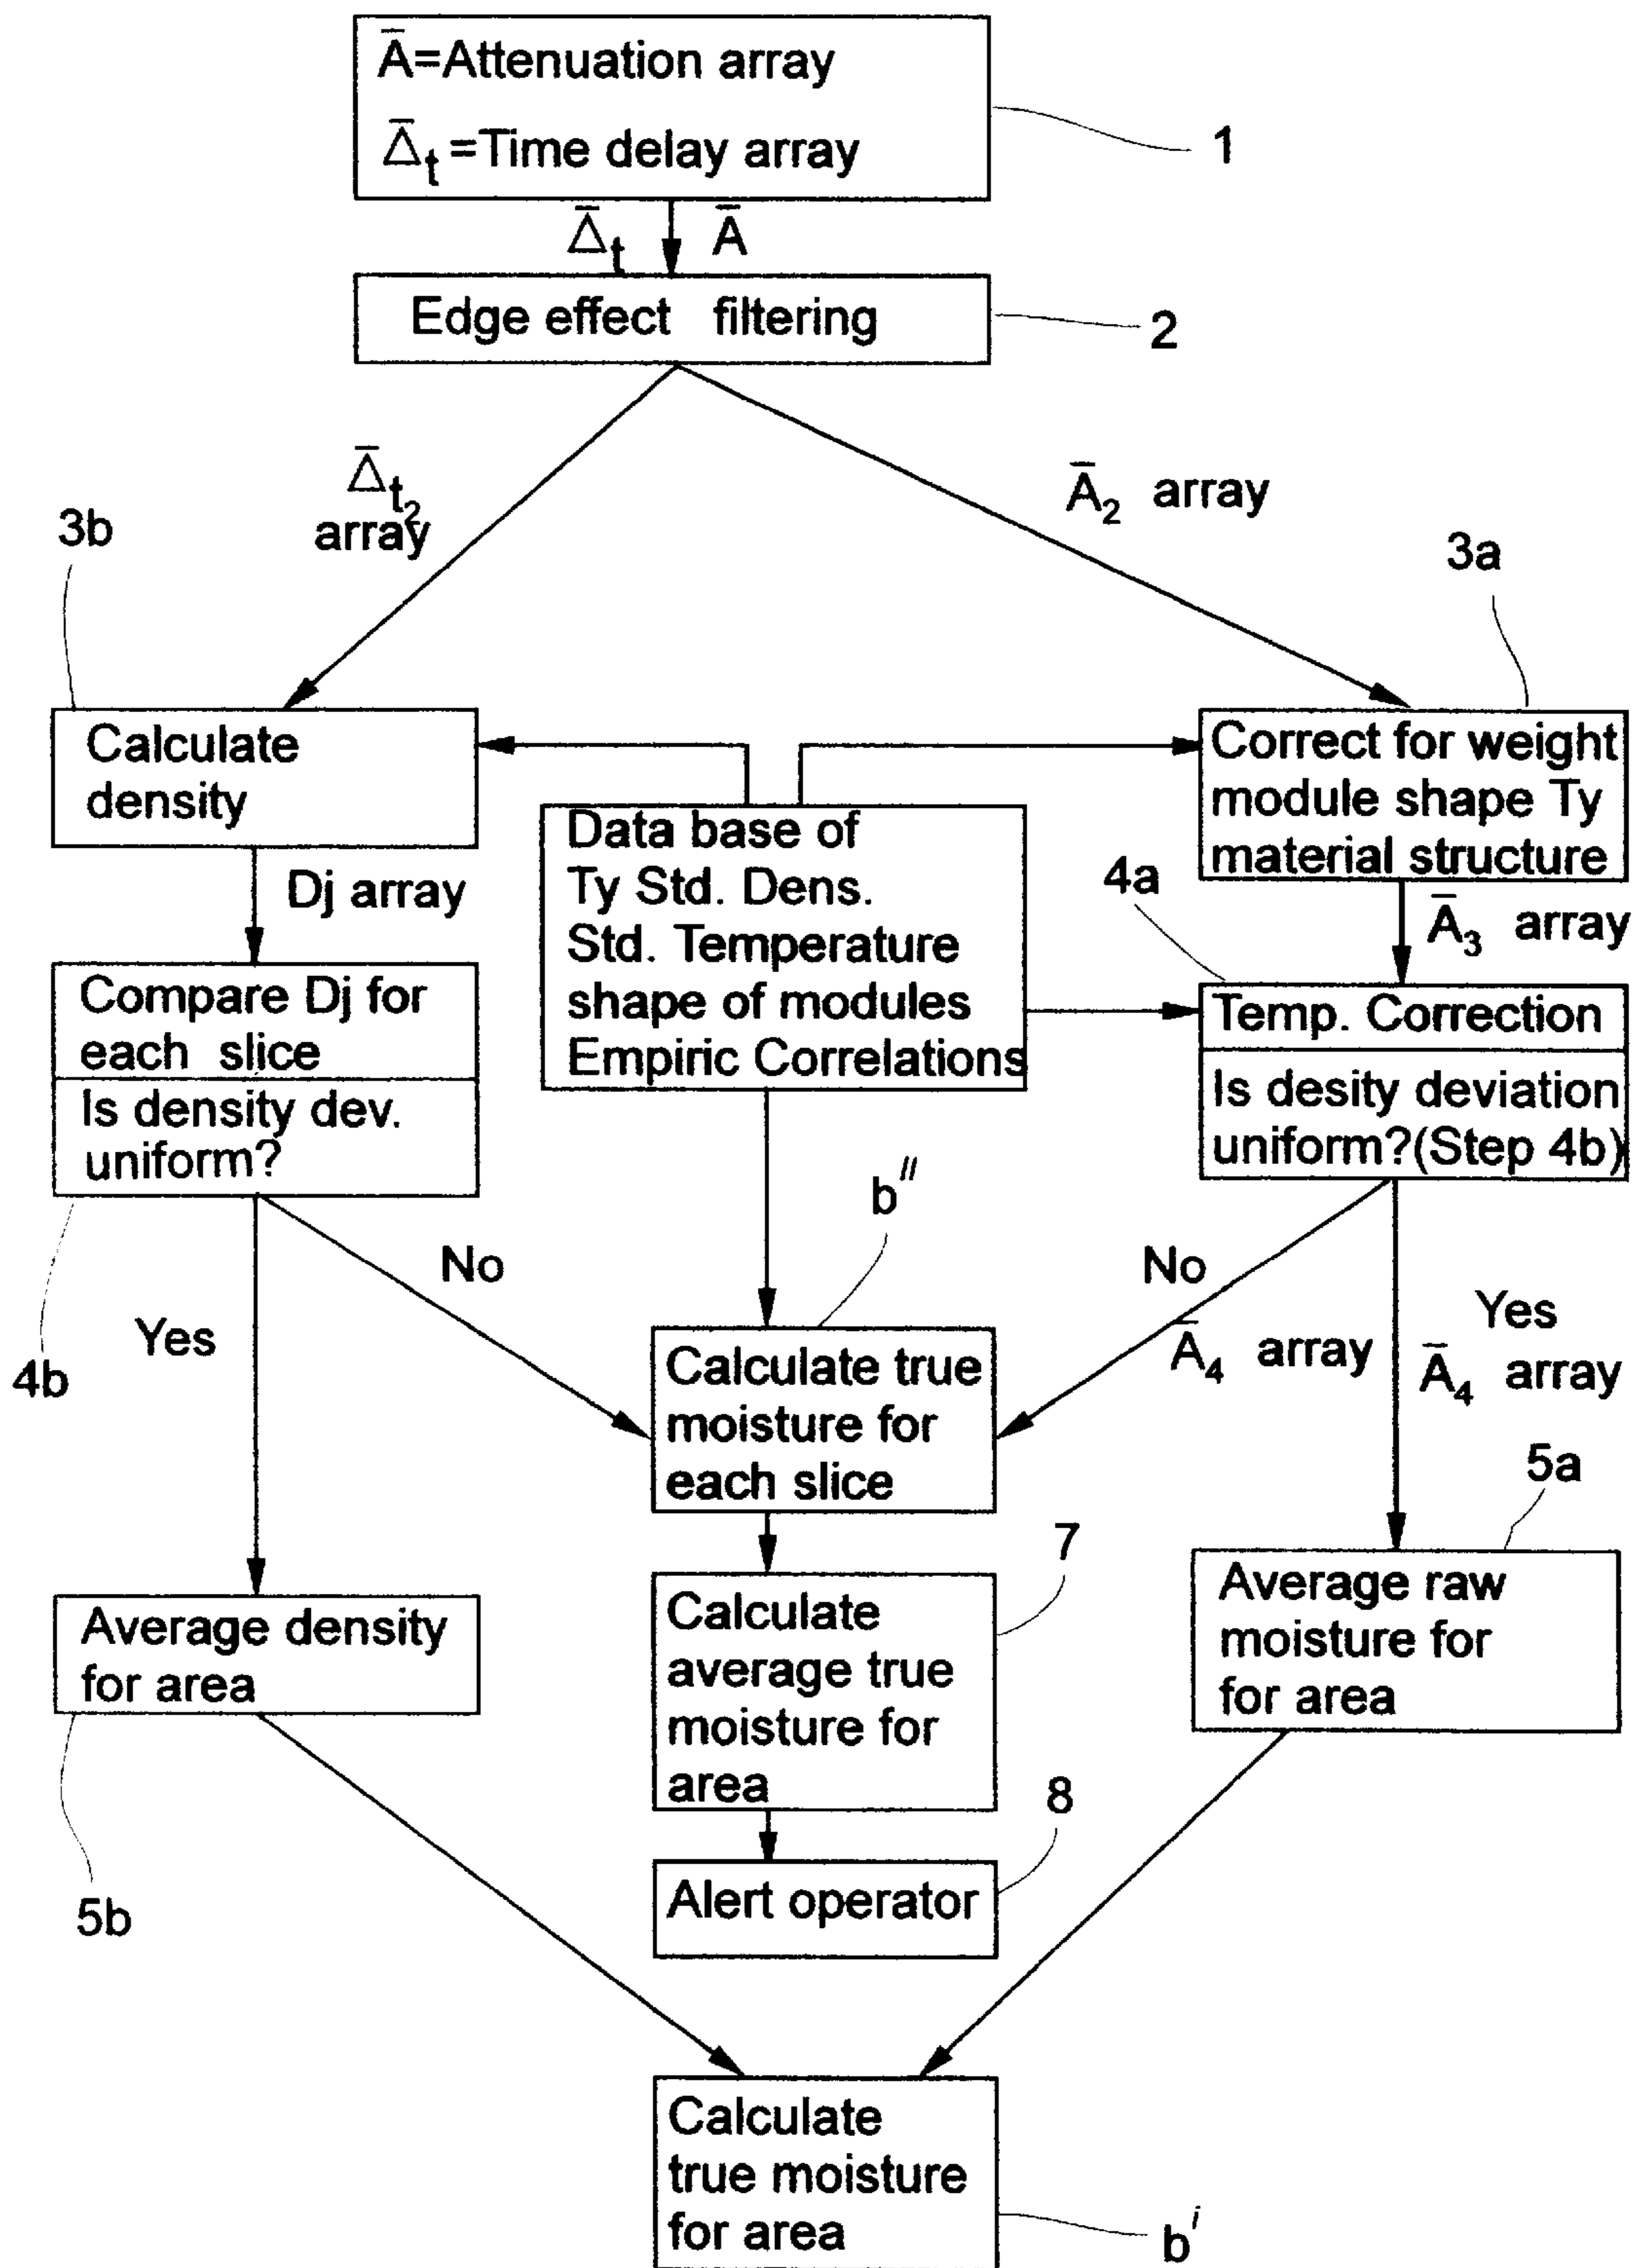 A̅=Attenuation array
Δ̅t =Time delay array
1
Δ̅t
A̅
Edge effect filtering
2
Δ̅t2
array
A̅2 array
3b
3a
Calculate
density
Correct for weight
module shape T̅y
material structure
Data base of
Ty Std. Dens.
Std. Temperature
shape of modules
Empiric Correlations
Dj array
4a
A̅3 array
Compare Dj for
each slice
Is density dev.
uniform?
Temp. Correction
Is desity deviation
uniform?(Step 4b)
b''
No
No
Yes
Yes
A̅4 array
A̅4 array
4b
Calculate true
moisture for
each slice
5a
7
Average density
for area
Calculate
average true
moisture for
area
Average raw
moisture for
for area
8
5b
Alert operator
Calculate
true moisture
for area
b'